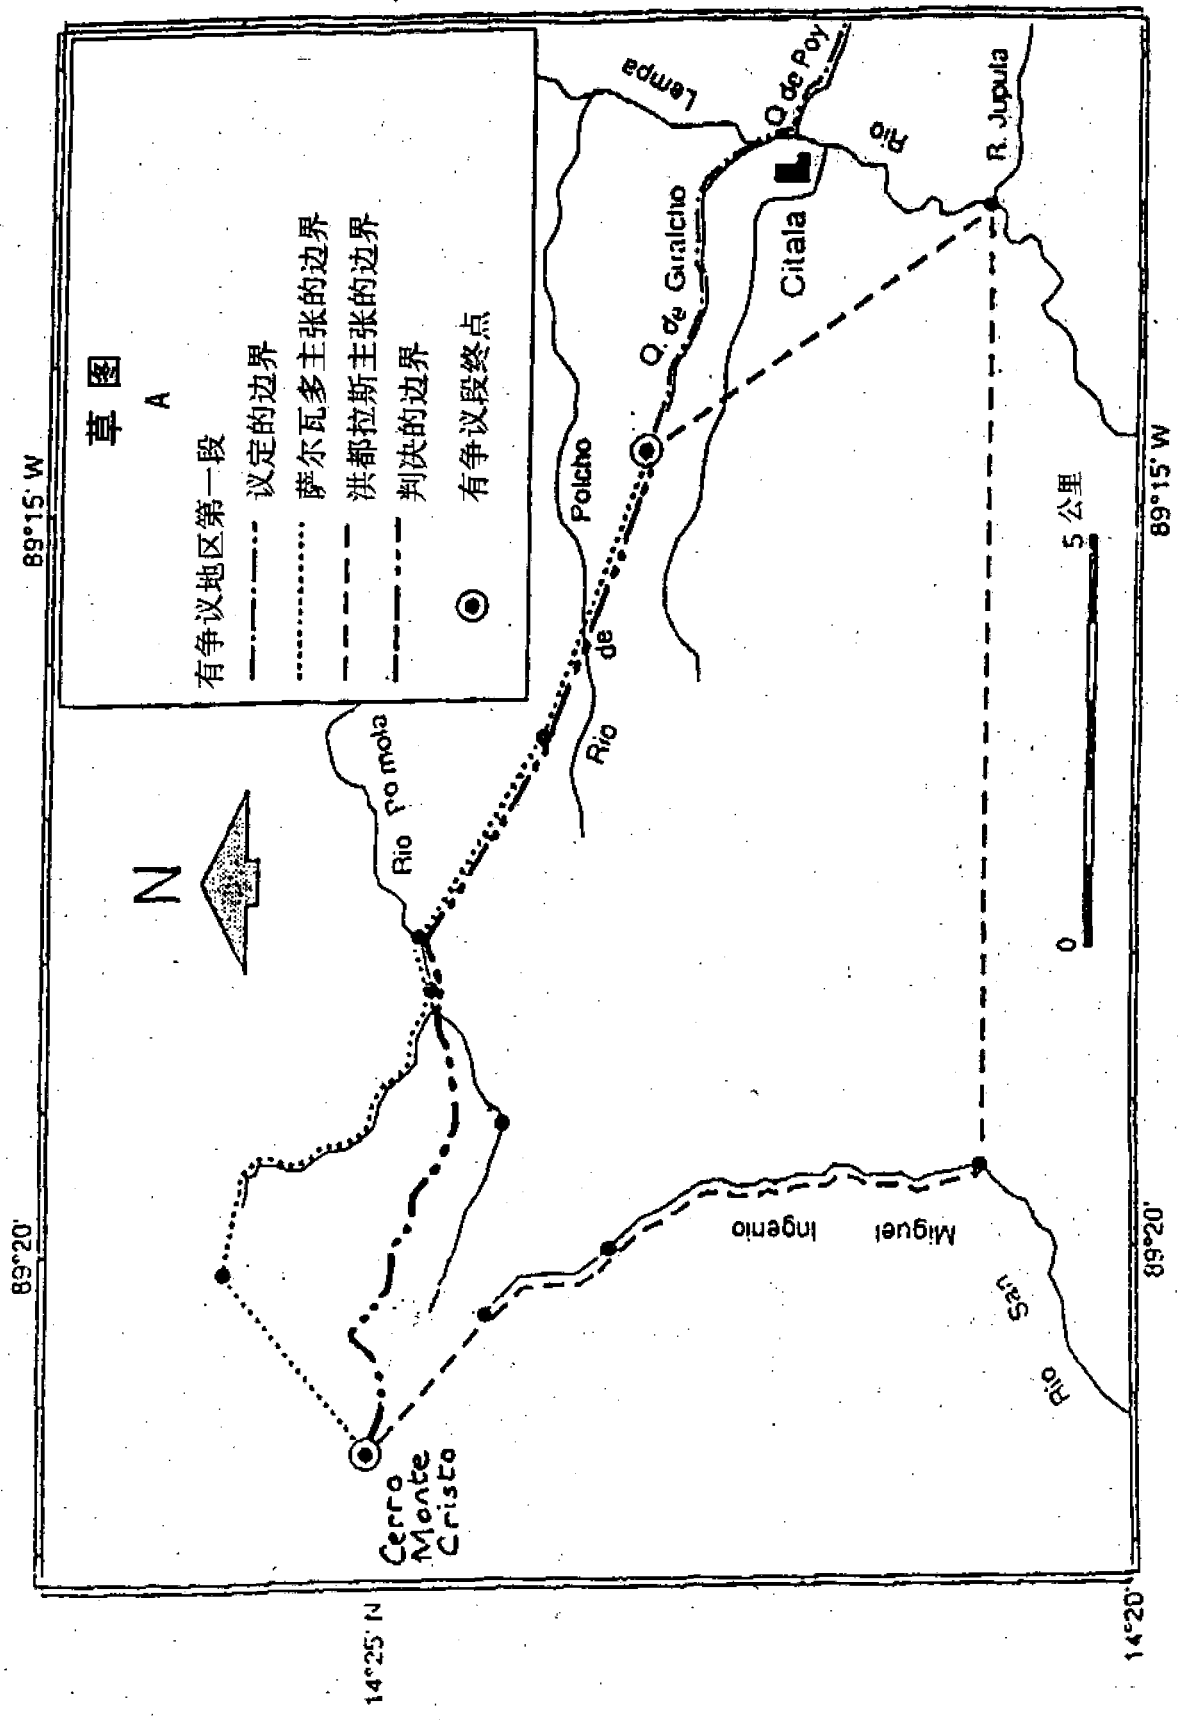 草 图
A
有争议地区第一段
议定的边界
萨尔瓦多主张的边界
洪都拉斯主张的边界
判决的边界
有争议段终点
89°20'
89°15' W
N
Rio Pomola
Lempa
Q de Poy
Rio
R. Jupula
Q. de Gualcho
Citala
Rio de Polcho
Cerro
Monte
Cristo
Ingenio
Miguel
San
Rio
0
5 公里
14°25' N
14°20'
89°20'
89°15' W